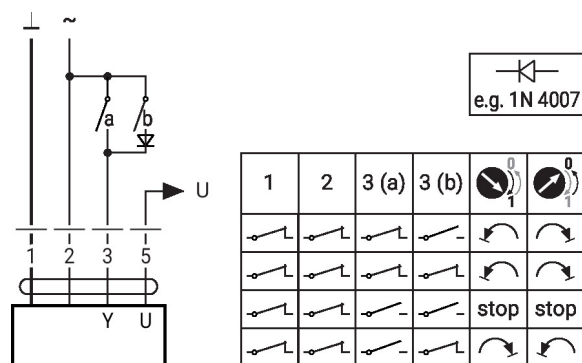 ⊥ ~
a b
U
1 2 3 5
Y U
e.g. 1N 4007
1 2 3 (a) 3 (b) 0 1 0 1
stop stop